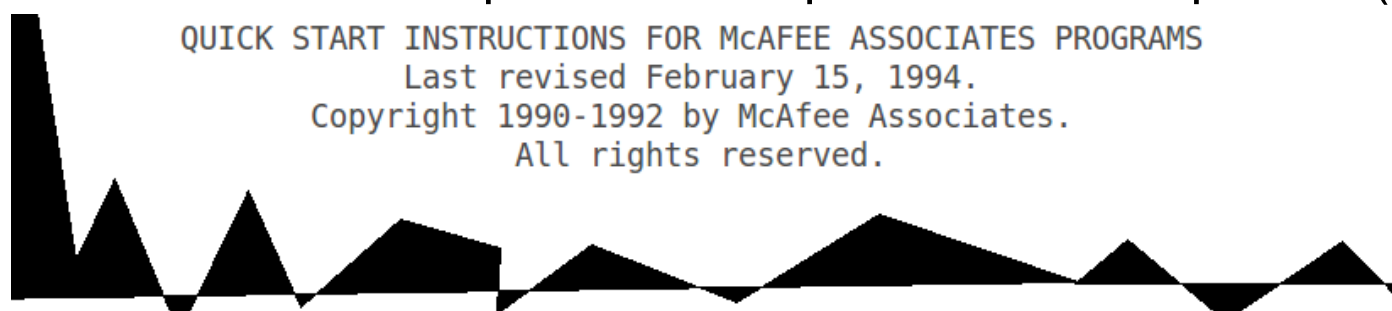 QUICK START INSTRUCTIONS FOR McAFEE ASSOCIATES PROGRAMS
Last revised February 15, 1994.
Copyright 1990-1992 by McAfee Associates.
All rights reserved.